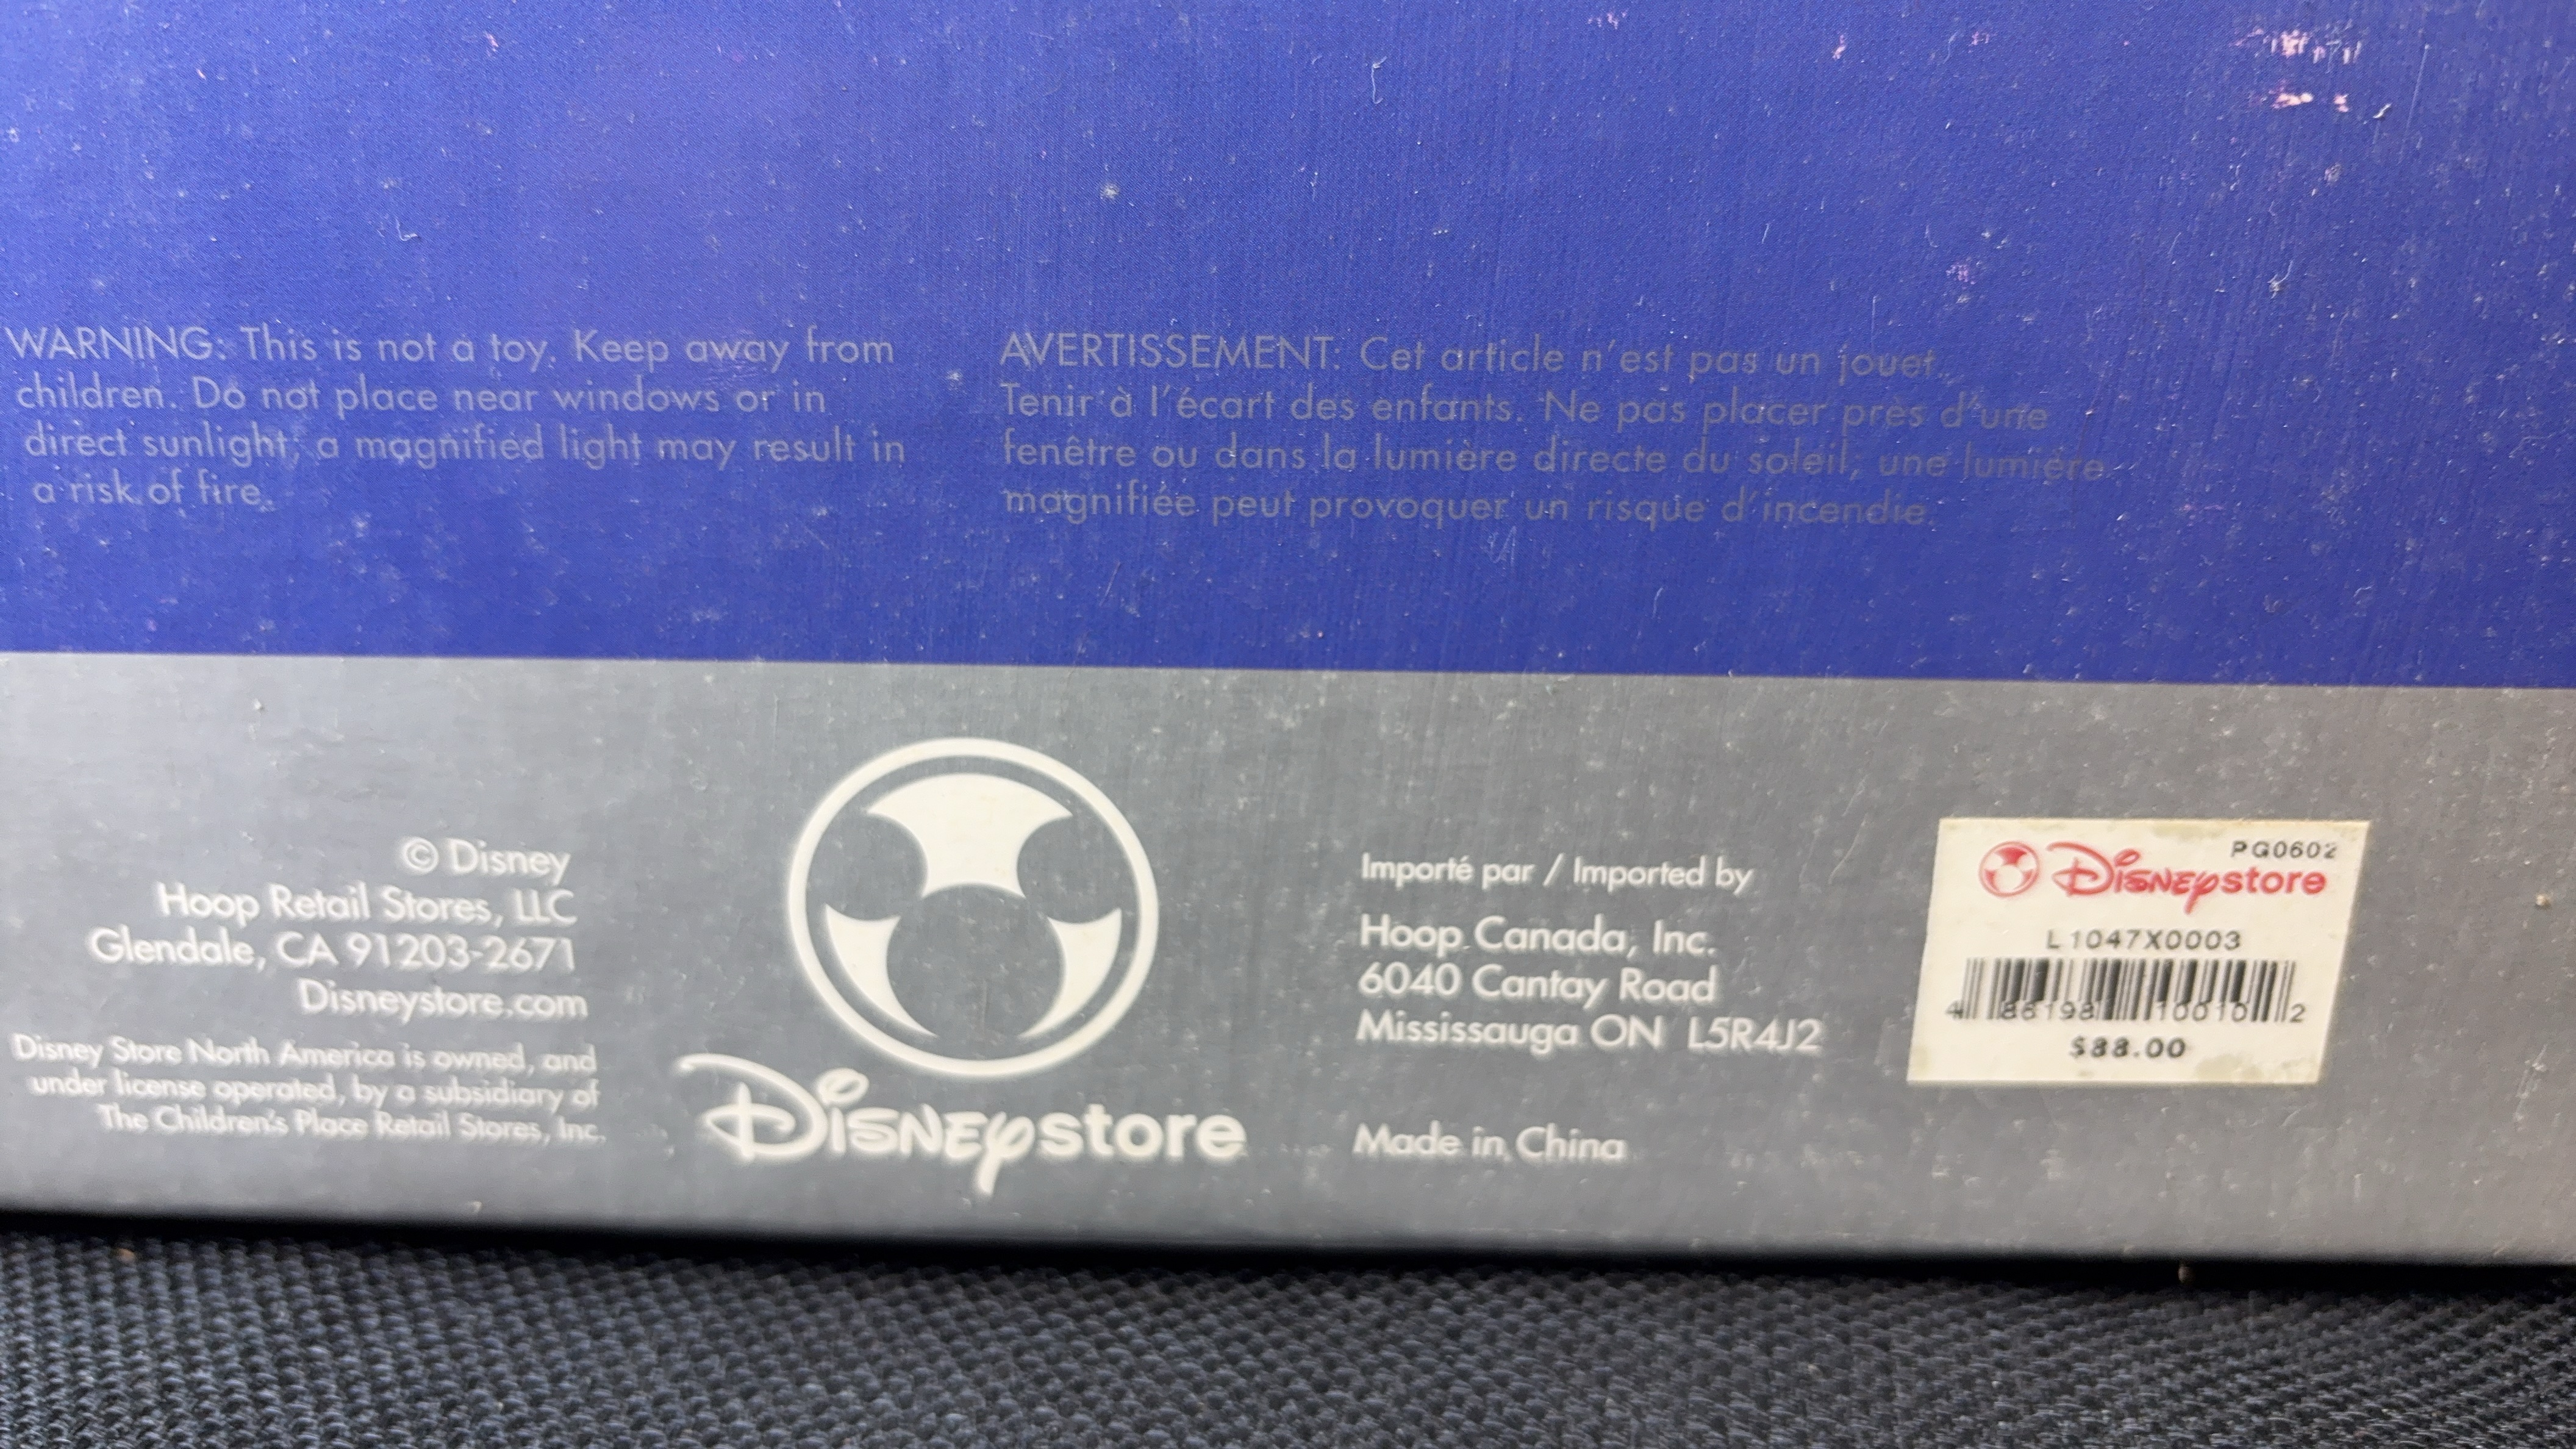 WARNING: This is not a toy. Keep away from
children. Do not place near windows or in
direct sunlight; a magnified light may result in
a risk of fire.
AVERTISSEMENT: Cet article n'est pas un jouet.
Tenir à l'écart des enfants. Ne pas placer près d'une
fenêtre ou dans la lumière directe du soleil; une lumière
magnifiée peut provoquer un risque d'incendie.
© Disney
Hoop Retail Stores, LLC
Glendale, CA 91203-2671
Disneystore.com
Disney Store North America is owned, and
under license operated, by a subsidiary of
The Children's Place Retail Stores, Inc.
Disney store
Importé par / Imported by
Hoop Canada, Inc.
6040 Cantay Road
Mississauga ON L5R4J2
Made in China
PG0602
Disney store
L1047X0003
$88.00